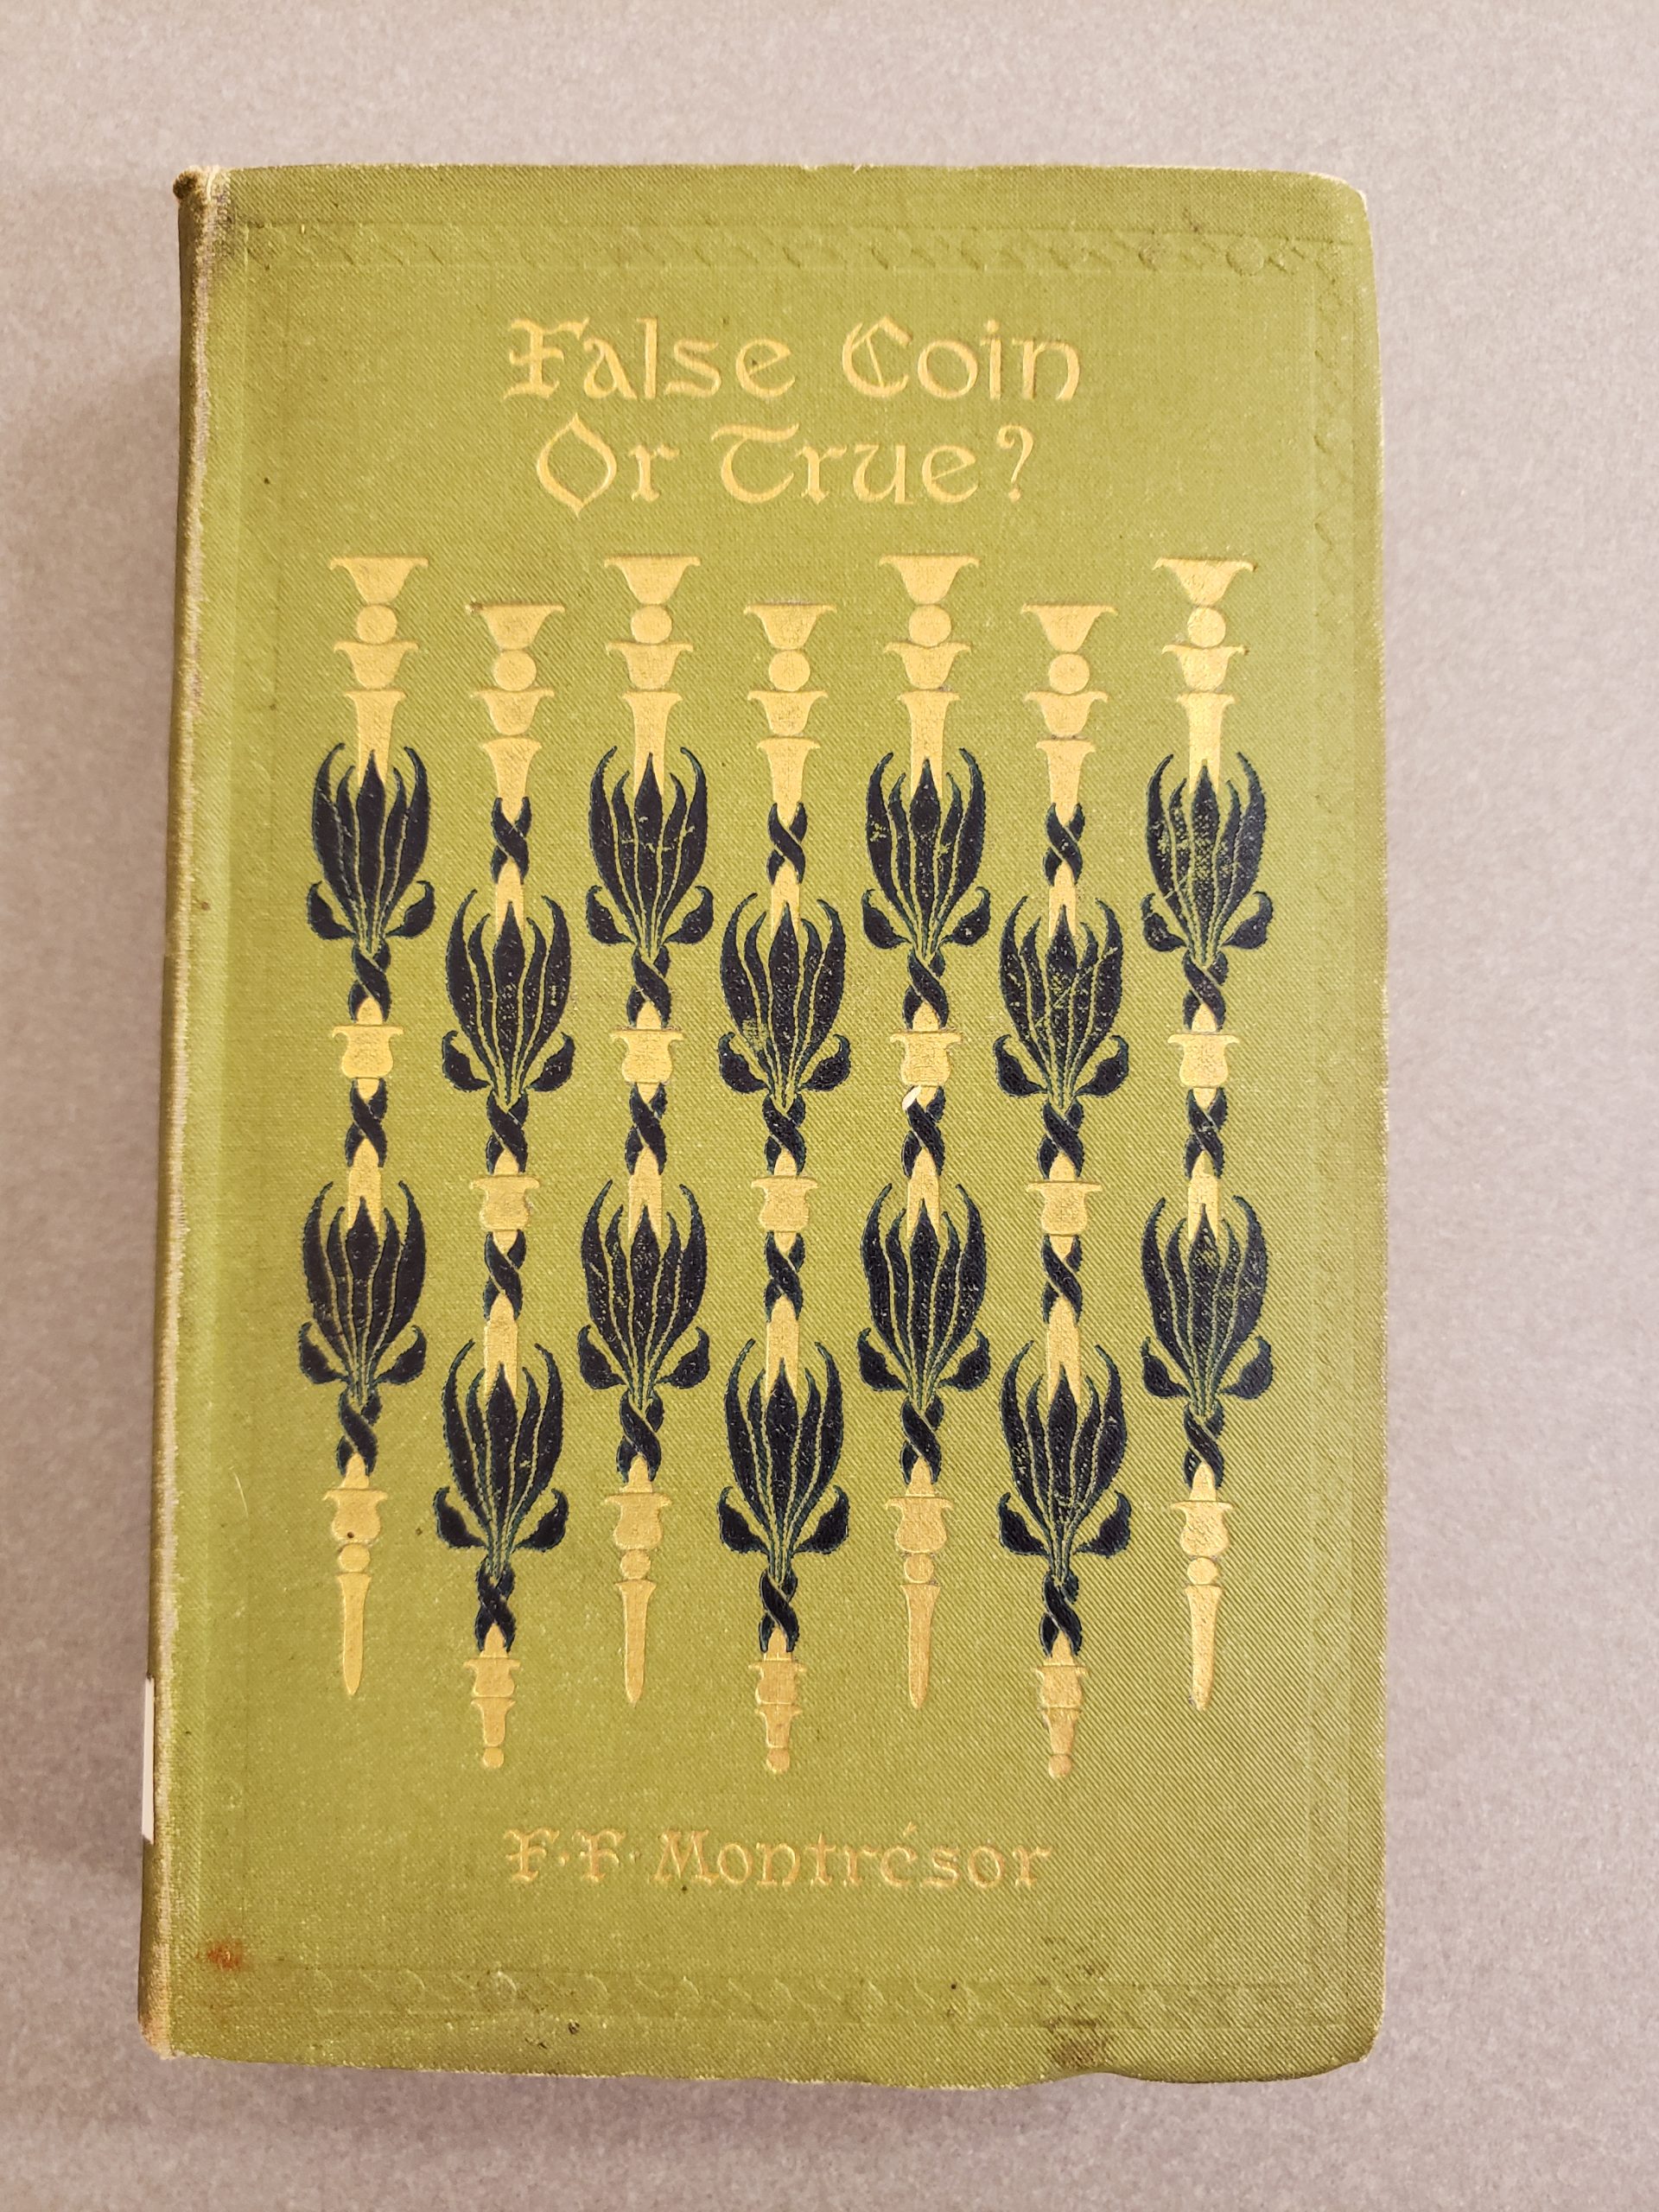 False Coin
Or True?
F. F. Montrésor